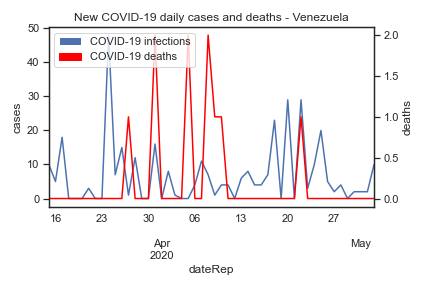 New COVID-19 daily cases and deaths - Venezuela
COVID-19 infections
COVID-19 deaths
50
40
30
20
10
0
cases
2.0
1.5
1.0
0.5
0.0
deaths
16 23 30 06 13 20 27
Apr May
2020
dateRep